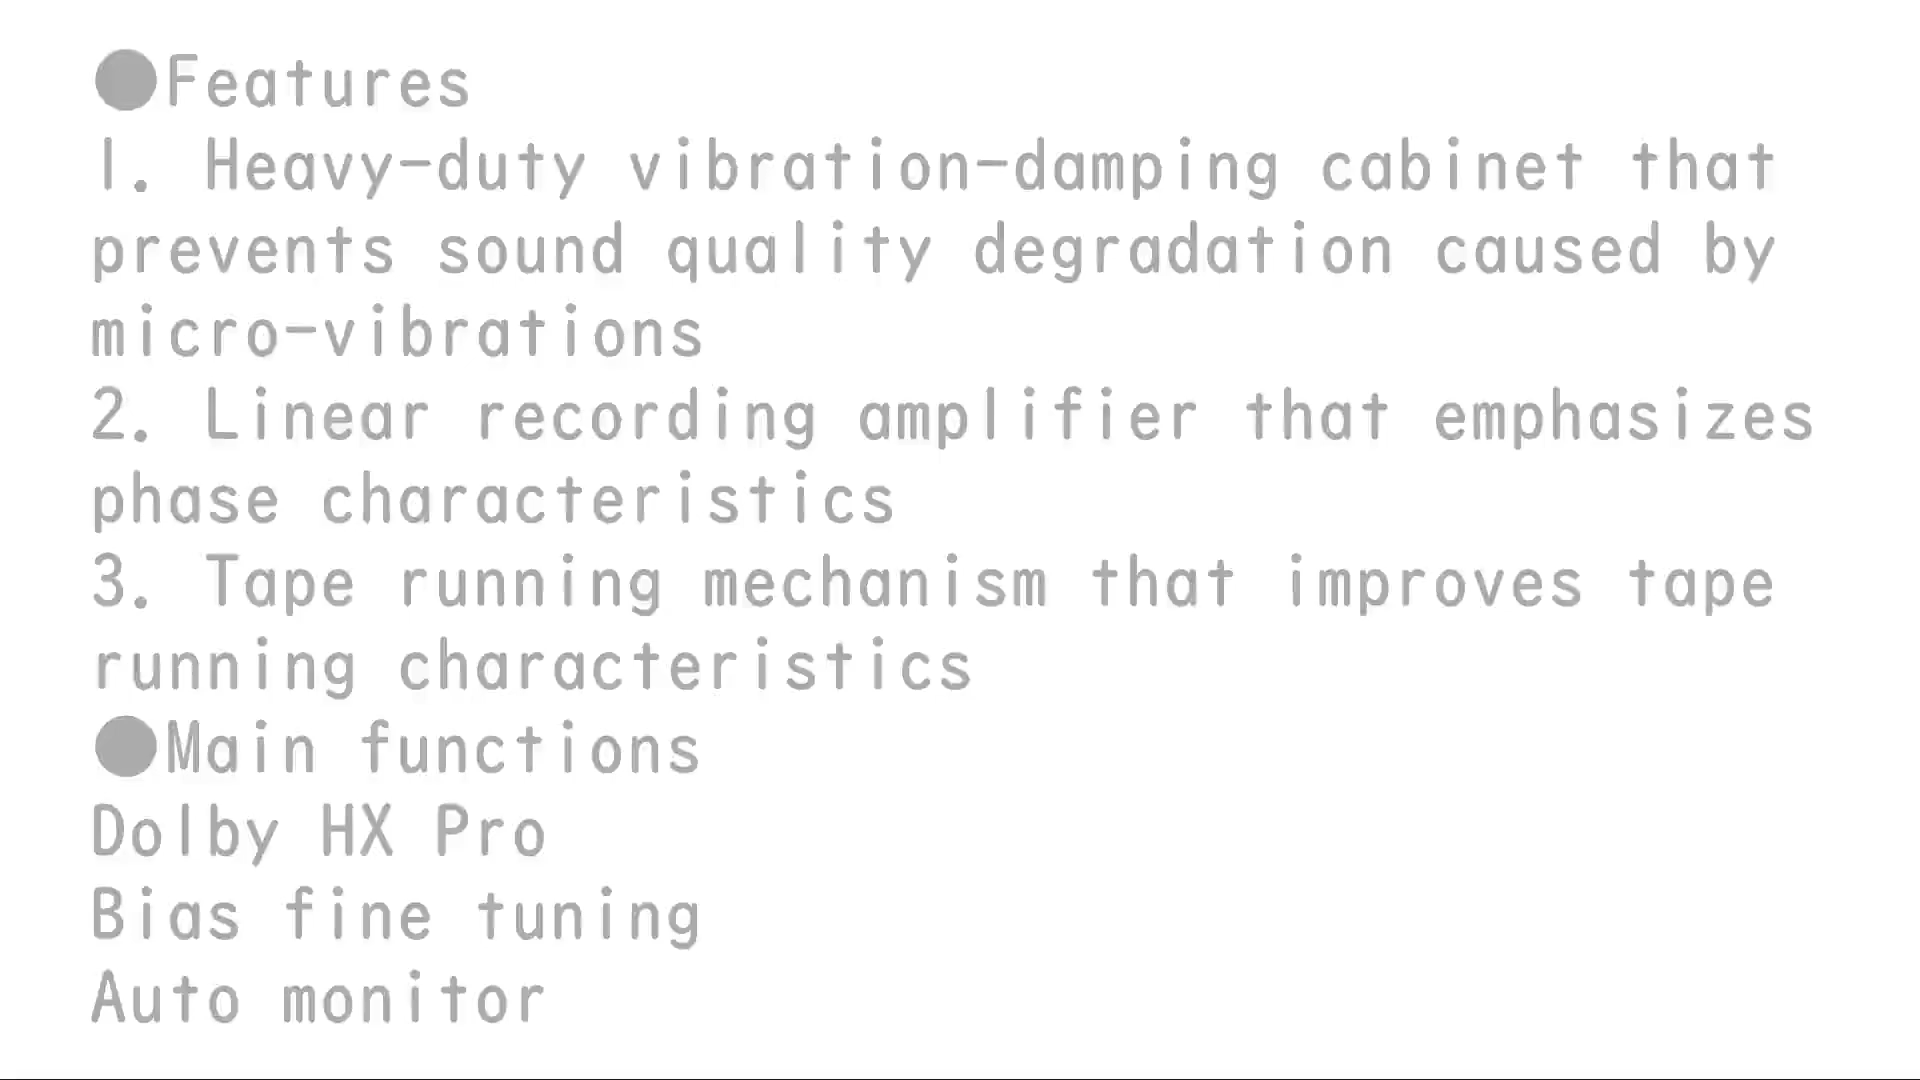 ●Features
1. Heavy-duty vibration-damping cabinet that
prevents sound quality degradation caused by
micro-vibrations
2. Linear recording amplifier that emphasizes
phase characteristics
3. Tape running mechanism that improves tape
running characteristics
●Main functions
Dolby HX Pro
Bias fine tuning
Auto monitor